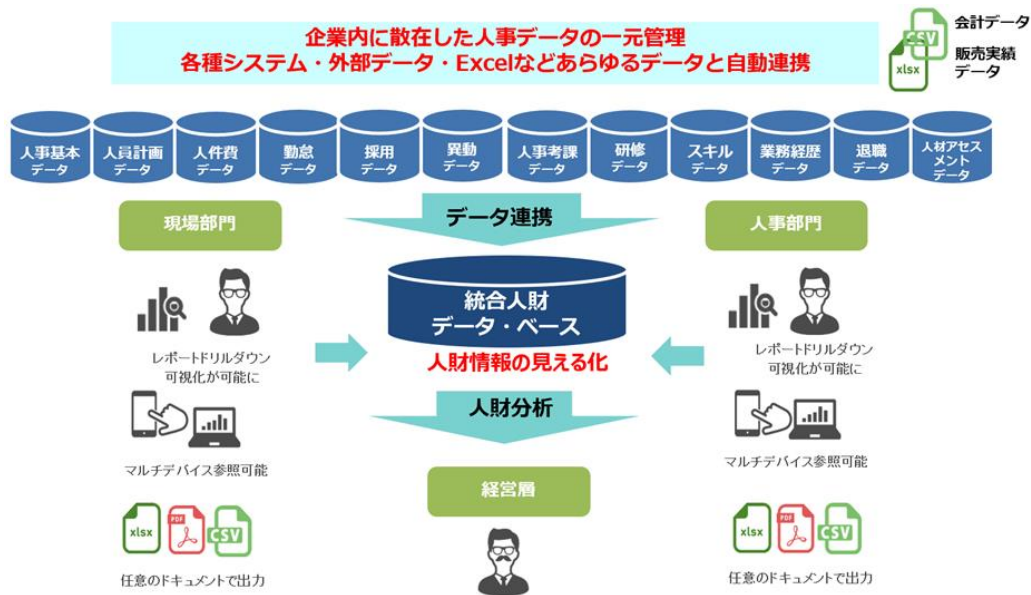 企業内に散在した人事データの一元管理
各種システム・外部データ・Excelなどあらゆるデータと自動連携
CSV
xlsx
会計データ
販売実績
データ
人事基本
データ
人員計画
データ
人件費
データ
勤怠
データ
採用
データ
異動
データ
人事考課
データ
研修
データ
スキル
データ
業務経歴
データ
退職
データ
人材アセス
メント
データ
データ連携
現場部門
レポートドリルダウン
可視化が可能に
マルチデバイス参照可能
xlsx
PDF
CSV
任意のドキュメントで出力
統合人財
データ・ベース
人財情報の見える化
人財分析
経営層
人事部門
レポートドリルダウン
可視化が可能に
マルチデバイス参照可能
xlsx
PDF
CSV
任意のドキュメントで出力